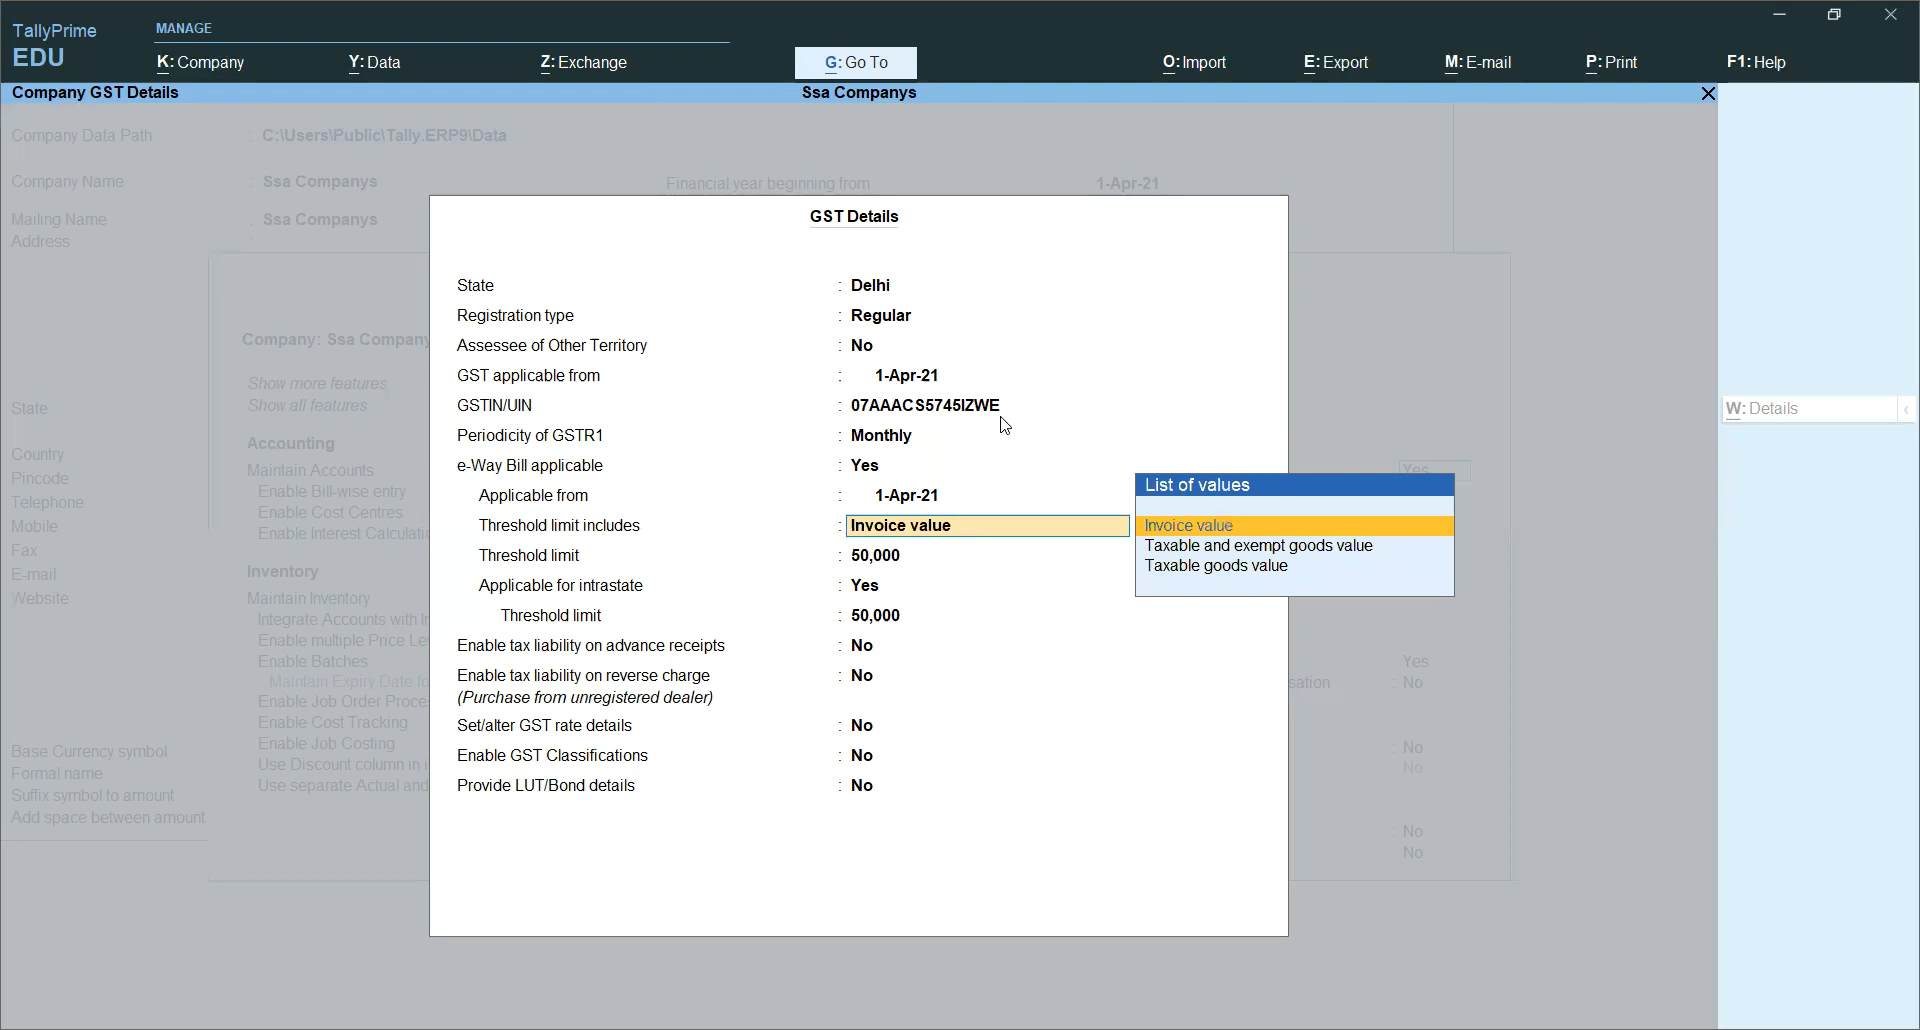 TallyPrime
EDU
MANAGE
K: Company
Y: Data
Z: Exchange
G: Go To
O: Import
E: Export
M: E-mail
P: Print
F1: Help
Company GST Details
Ssa Companys
Company Data Path : C:\Users\Public\Tally.ERP9\Data
Company Name : Ssa Companys
Financial year beginning from 1-Apr-21
Mailing Name : Ssa Companys
Address :
State
Country
Pincode
Telephone
Mobile
Fax
E-mail
Website
Base Currency symbol
Formal name
Suffix symbol to amount
Add space between amount
Company: Ssa Company
Show more features
Show all features
Accounting
Maintain Accounts
Enable Bill-wise entry
Enable Cost Centres
Enable Interest Calculati
Inventory
Maintain Inventory
Integrate Accounts with I
Enable multiple Price Le
Enable Batches
Maintain Expiry Date fo
Enable Job Order Proce
Enable Cost Tracking
Enable Job Costing
Use Discount column in i
Use separate Actual and
GST Details
State : Delhi
Registration type : Regular
Assessee of Other Territory : No
GST applicable from : 1-Apr-21
GSTIN/UIN : 07AAACS5745IZWE
Periodicity of GSTR1 : Monthly
e-Way Bill applicable : Yes
Applicable from : 1-Apr-21
Threshold limit includes : Invoice value
Threshold limit : 50,000
Applicable for intrastate : Yes
Threshold limit : 50,000
Enable tax liability on advance receipts : No
Enable tax liability on reverse charge : No
(Purchase from unregistered dealer)
Set/alter GST rate details : No
Enable GST Classifications : No
Provide LUT/Bond details : No
List of values
Invoice value
Taxable and exempt goods value
Taxable goods value
Yes
: Yes
sation : No
: No
No
: No
: No
W: Details